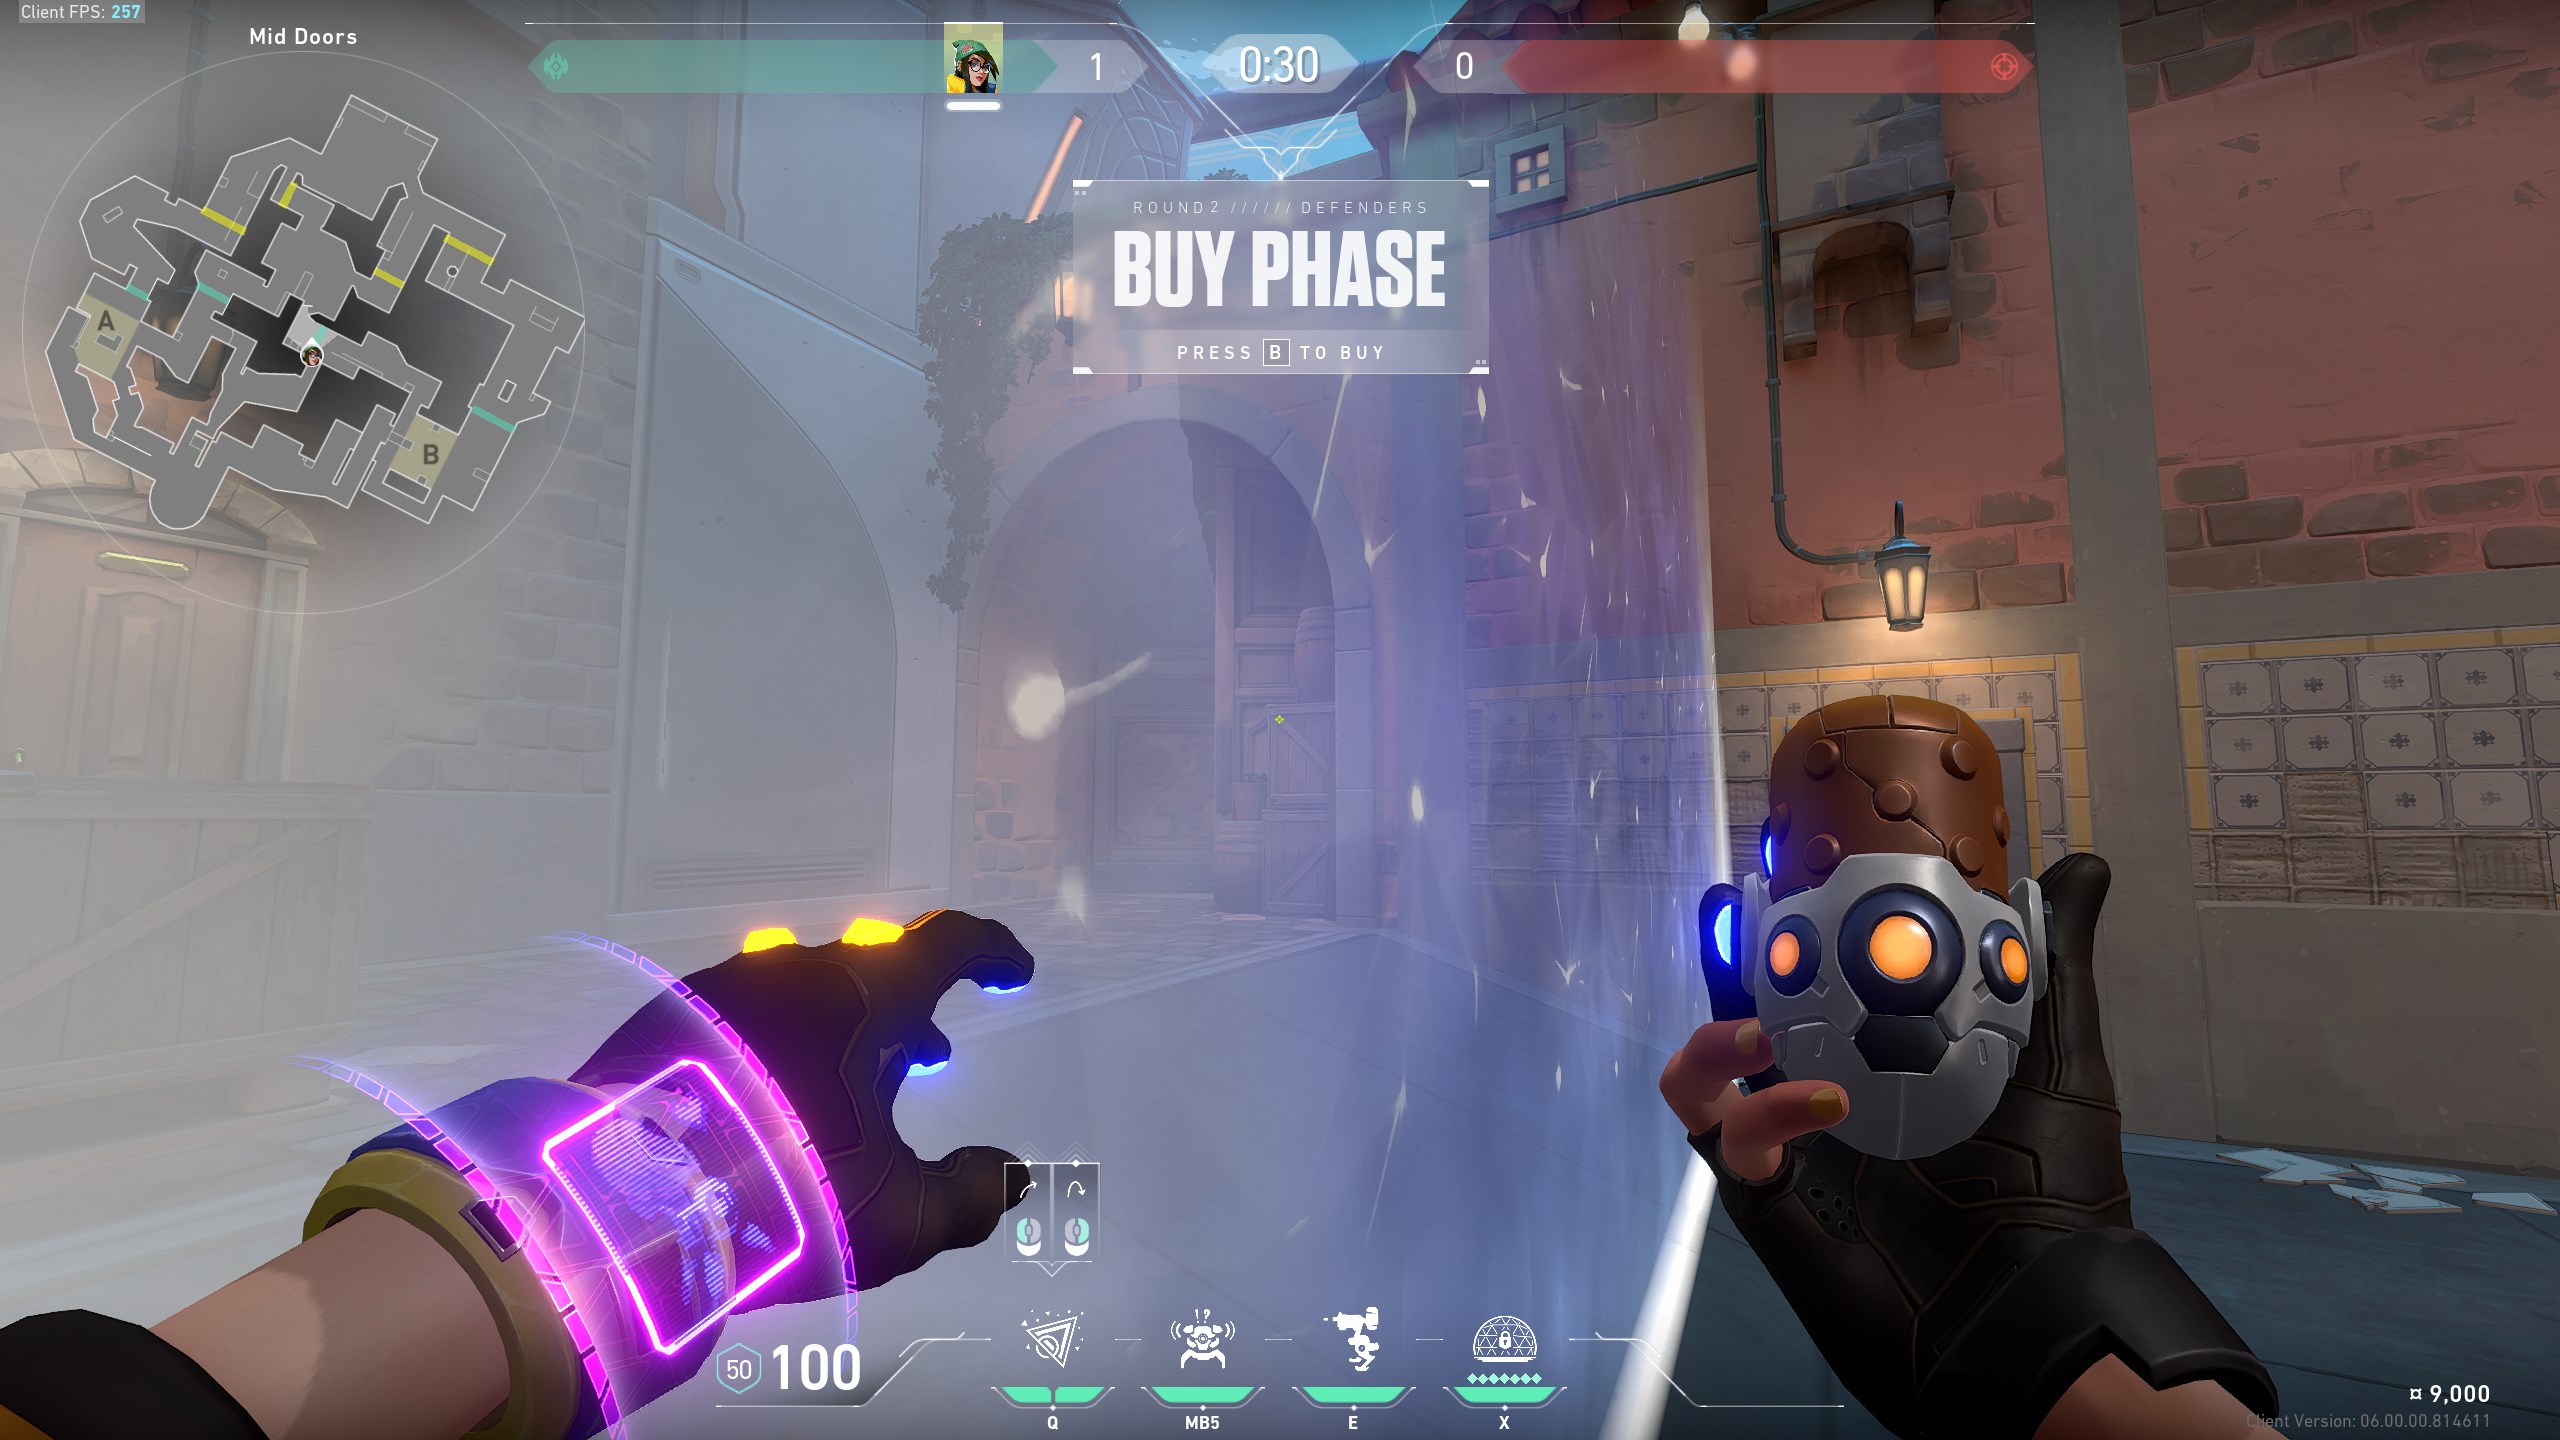 Client FPS: 257
Mid Doors
1
0:30
0
ROUND 2 ////// DEFENDERS
BUY PHASE
PRESS B TO BUY
A
B
50
100
Q
MB5
E
X
¤ 9,000
Client Version: 06.00.00.814611